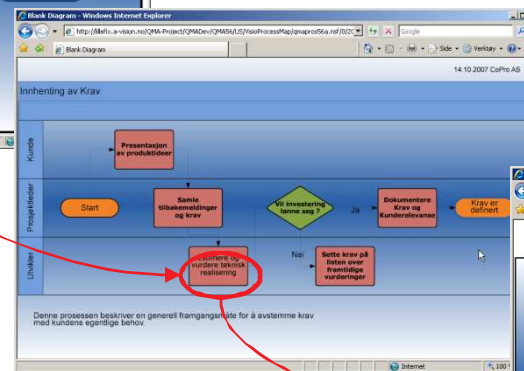 Blank Diagram - Windows Internet Explorer
Google
Blank Diagram
Side
Verktøy
14.10.2007 CoPro AS
Innhenting av Krav
Kunde
Presentasjon
av produktideer
Prosjektleder
Start
Samle
tilbakemeldinger
og krav
Vil investering
lønne seg ?
Ja
Dokumentere
Krav og
Kunderelevanse
Krav er
definert
Utvikler
Estimere og
vurdere teknisk
realisering
Nei
Sette krav på
listen over
framtidige
vurderinger
Denne prosessen beskriver en generell framgangsmåte for å avstemme krav
med kundens egentlige behov.
Internet
100